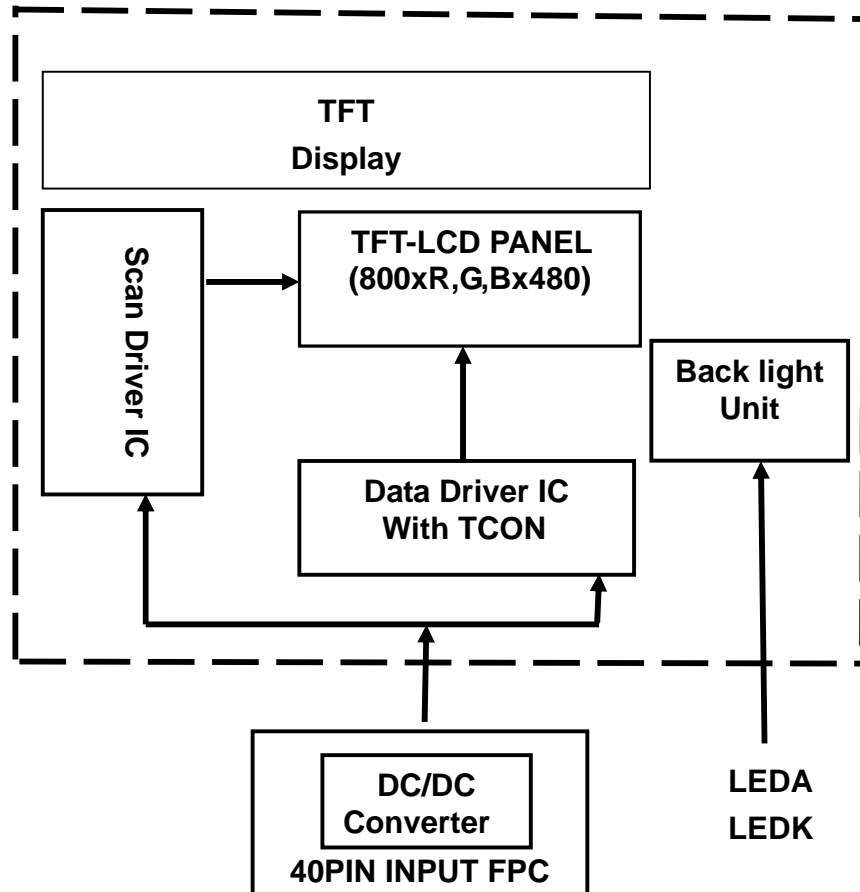 TFT
Display
TFT-LCD PANEL
(800xR,G,Bx480)
Scan Driver IC
Back light
Unit
Data Driver IC
With TCON
DC/DC
Converter
40PIN INPUT FPC
LEDA
LEDK